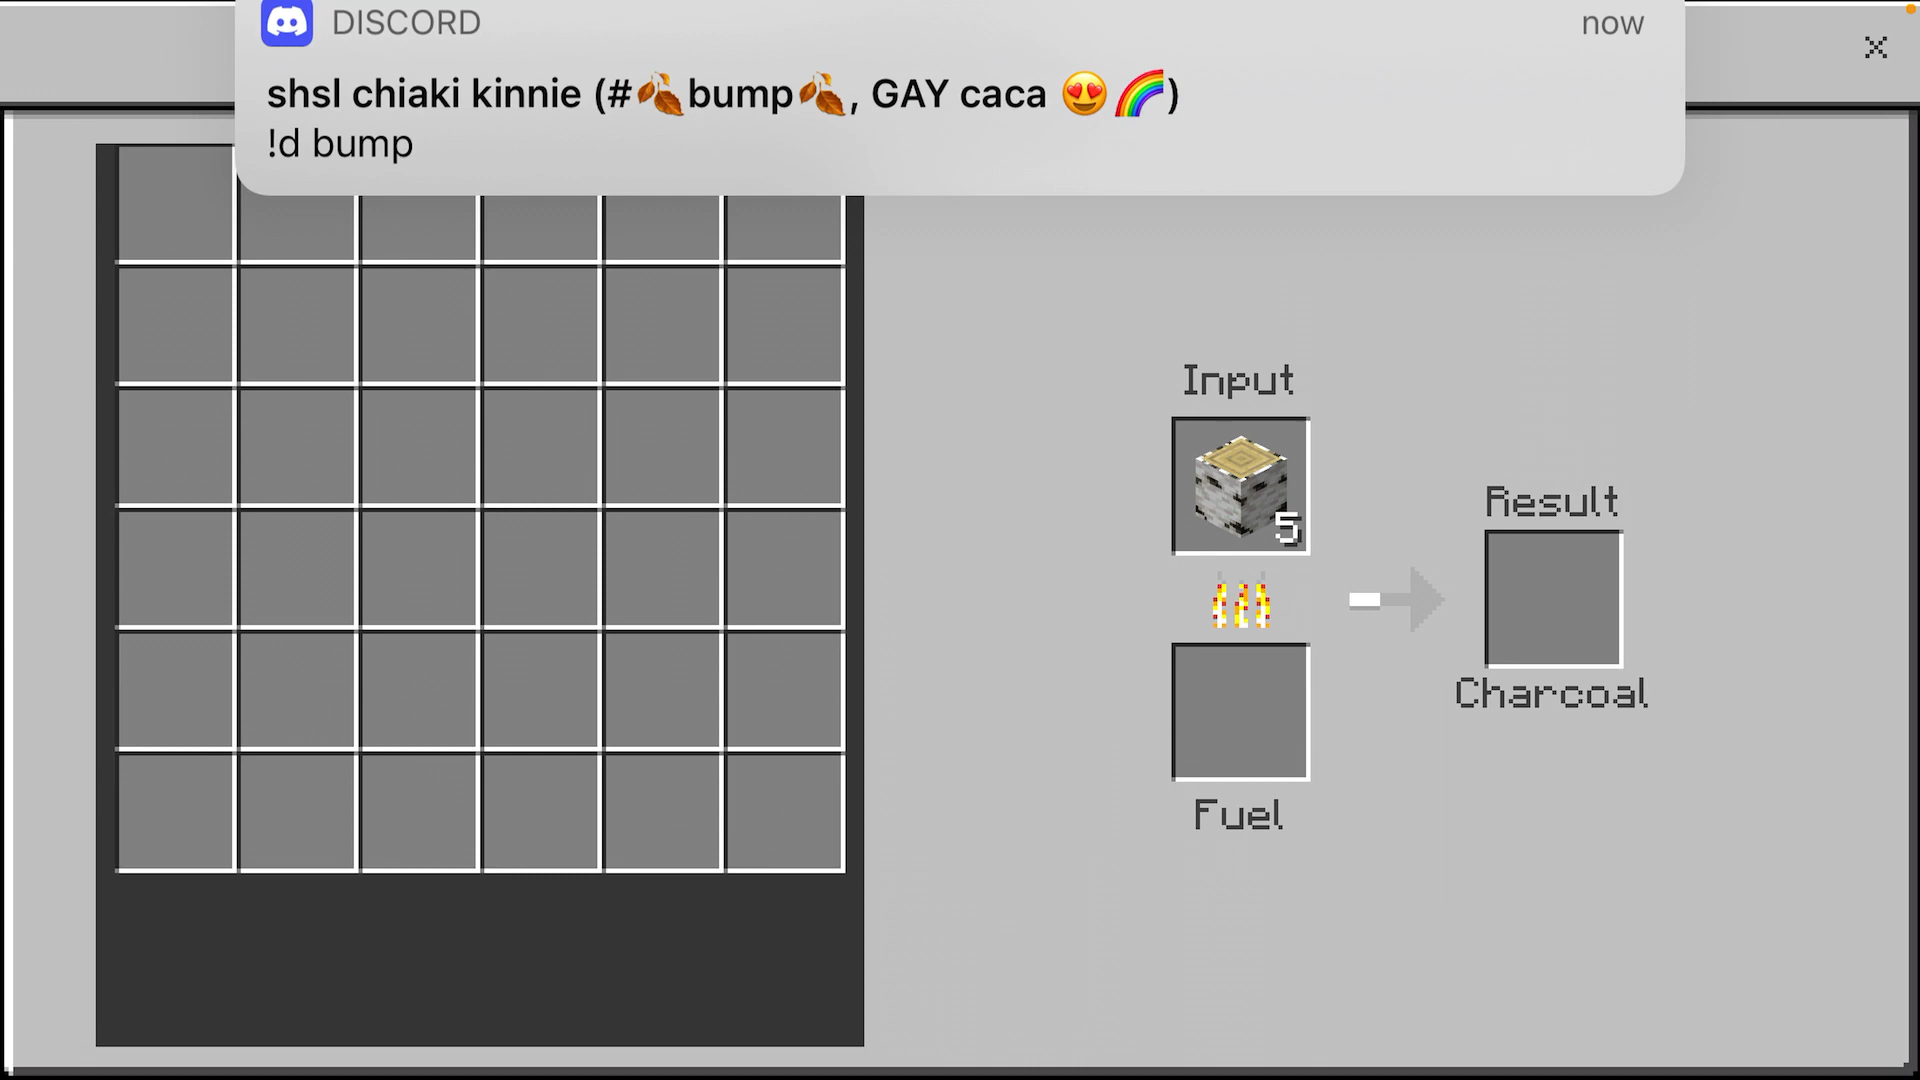 DISCORD
now
shsl chiaki kinnie (#🍂bump🍂, GAY caca 😍🌈)
!d bump
Input
5
Result
Charcoal
Fuel